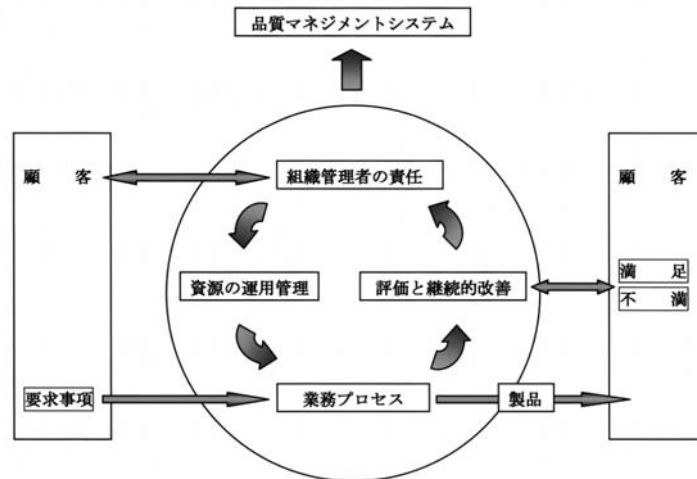 品質マネジメントシステム
顧　客
組織管理者の責任
顧　客
資源の運用管理
評価と継続的改善
満　足
不　満
要求事項
業務プロセス
製品